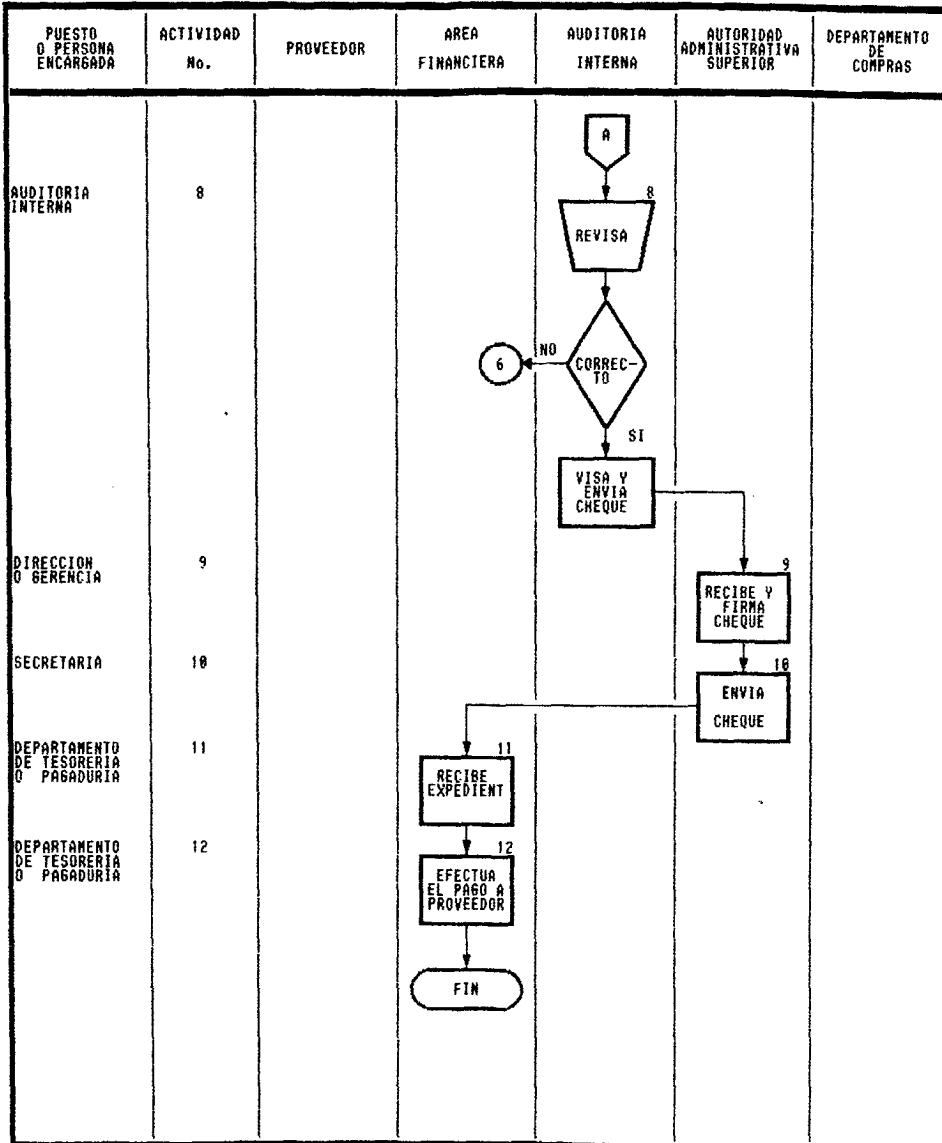 PUESTO
O PERSONA
ENCARGADA
ACTIVIDAD
No.
PROVEEDOR
AREA
FINANCIERA
AUDITORIA
INTERNA
AUTORIDAD
ADMINISTRATIVA
SUPERIOR
DEPARTAMENTO
DE
COMPRAS
A
AUDITORIA
INTERNA
8
8
REVISA
6
NO
CORREC-
TO
SI
VISA Y
ENVIA
CHEQUE
DIRECCION
O GERENCIA
9
9
RECIBE Y
FIRMA
CHEQUE
SECRETARIA
10
10
ENVIA
CHEQUE
DEPARTAMENTO
DE TESORERIA
O PAGADURIA
11
11
RECIBE
EXPEDIENT
DEPARTAMENTO
DE TESORERIA
O PAGADURIA
12
12
EFECTUA
EL PAGO A
PROVEEDOR
FIN